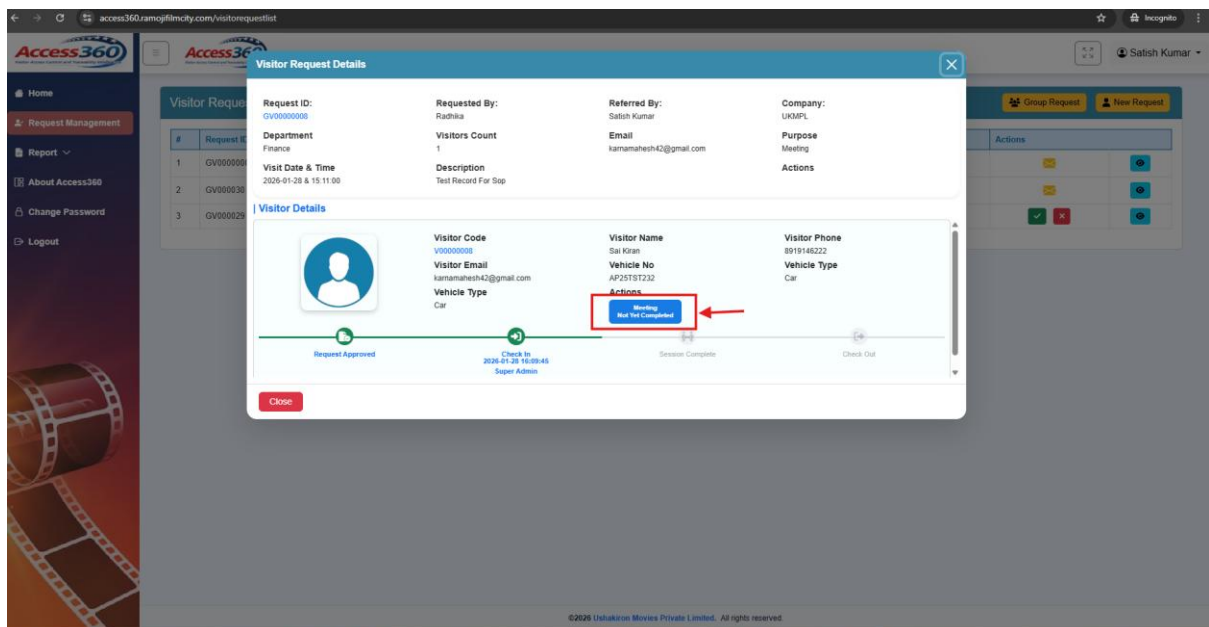 access360.ramojifilmcity.com/visitorequestlist
Incognito
Access360
Access36
Satish Kumar
Home
Request Management
Report
About Access360
Change Password
Logout
Visitor Reque
Group Request
New Request
# Request I Actions
1 GV0000000
2 GV000030
3 GV000029
Visitor Request Details
Request ID: Requested By: Referred By: Company:
GV00000008 Radhika Satish Kumar UKMPL
Department Visitors Count Email Purpose
Finance 1 karnamahesh42@gmail.com Meeting
Visit Date & Time Description Actions
2026-01-28 & 15:11:00 Test Record For Sop
Visitor Details
Visitor Code Visitor Name Visitor Phone
V00000008 Sai Kiran 8919146222
Visitor Email Vehicle No Vehicle Type
karnamahesh42@gmail.com AP25TST232 Car
Vehicle Type Actions
Car
Meeting
Not Yet Completed
Request Approved Check In Session Complete Check Out
2026-01-28 16:09:45
Super Admin
Close
©2026 Ushakiron Movies Private Limited. All rights reserved.